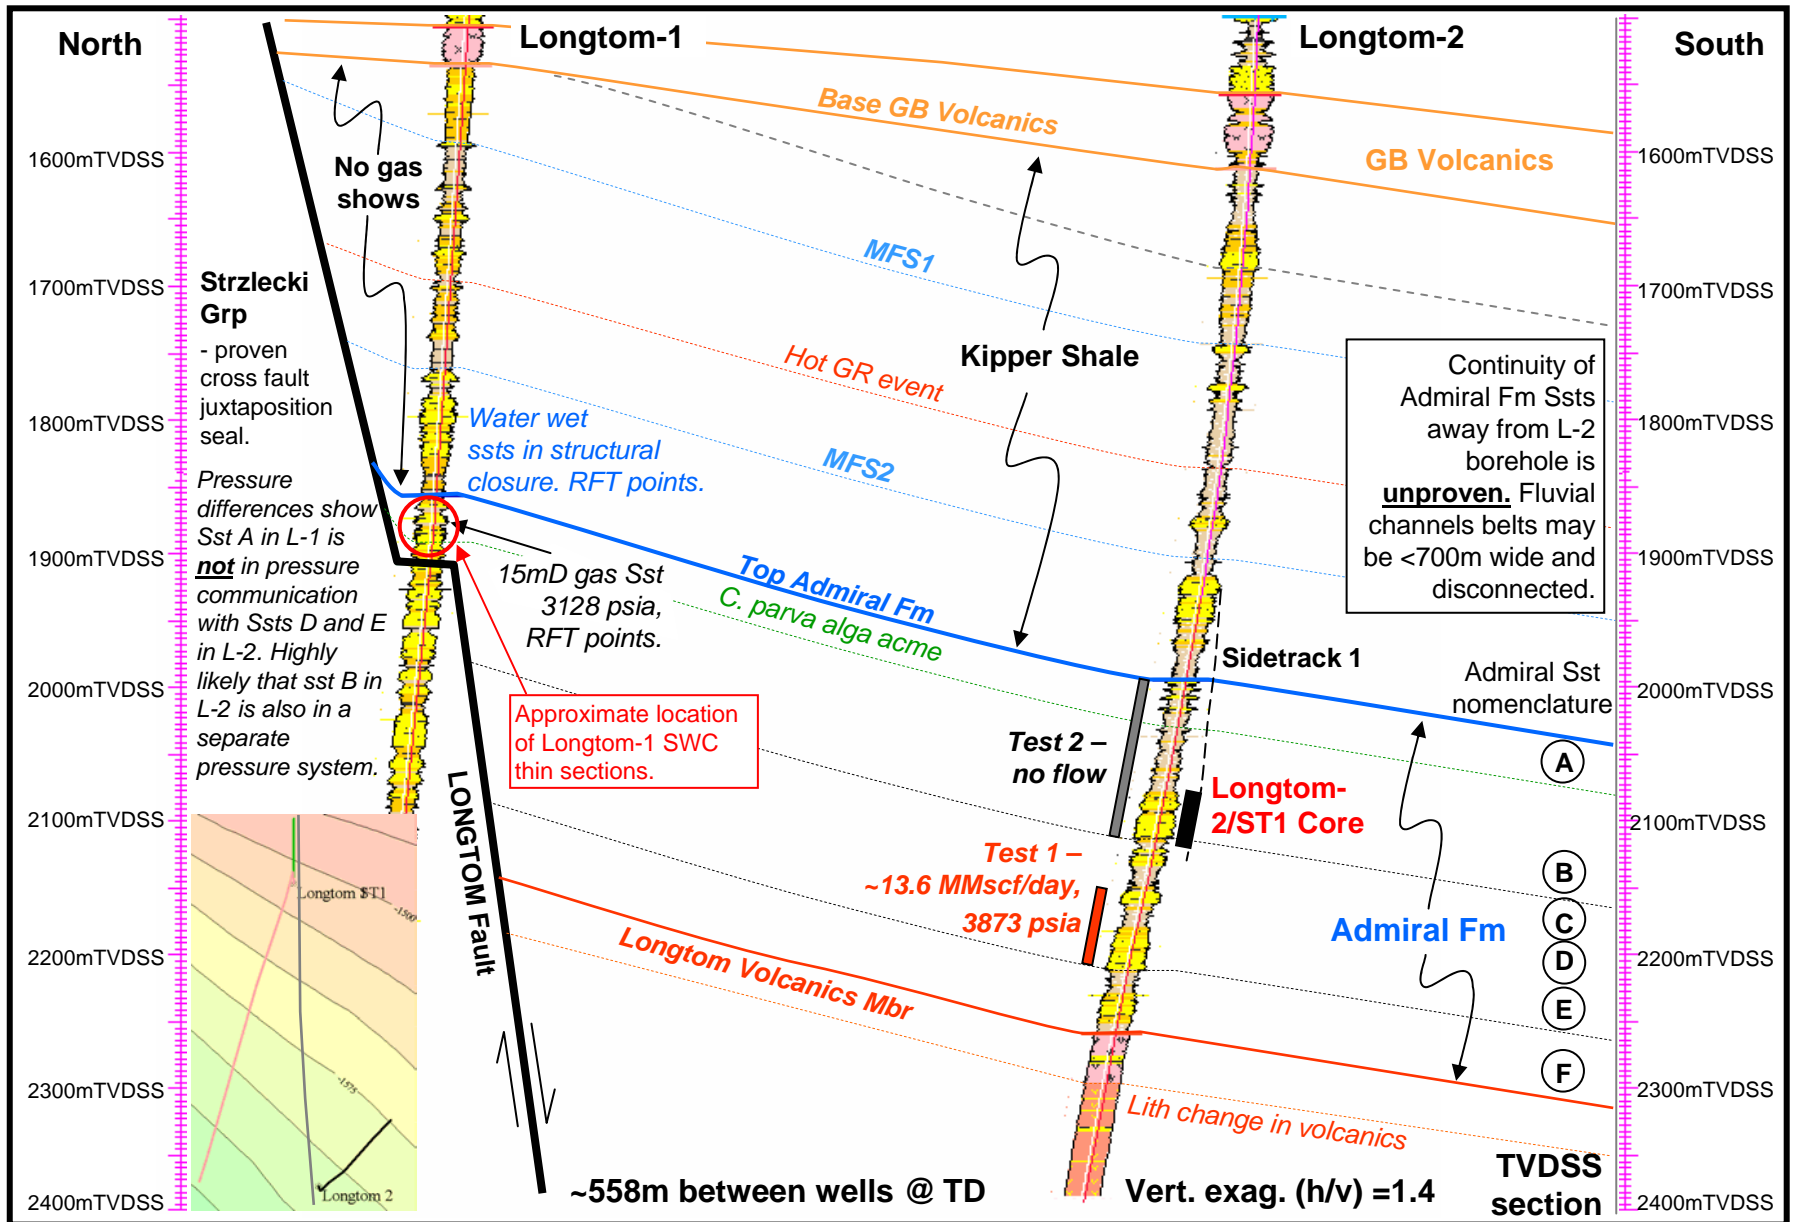 North
Longtom-1
Longtom-2
South
Base GB Volcanics
GB Volcanics
1600mTVDSS
1700mTVDSS
1800mTVDSS
1900mTVDSS
2000mTVDSS
2100mTVDSS
2200mTVDSS
2300mTVDSS
2400mTVDSS
No gas
shows
Strzlecki
Grp
- proven
cross fault
juxtaposition
seal.
Pressure
differences show
Sst A in L-1 is
not in pressure
communication
with Ssts D and E
in L-2. Highly
likely that sst B in
L-2 is also in a
separate
pressure system.
MFS1
Hot GR event
MFS2
Kipper Shale
Water wet
ssts in structural
closure. RFT points.
15mD gas Sst
3128 psia,
RFT points.
Top Admiral Fm
C. parva alga acme
Approximate location
of Longtom-1 SWC
thin sections.
LONGTOM Fault
Longtom Volcanics Mbr
Test 2 –
no flow
Test 1 –
~13.6 MMscf/day,
3873 psia
Sidetrack 1
Longtom-
2/ST1 Core
Continuity of
Admiral Fm Ssts
away from L-2
borehole is
unproven. Fluvial
channels belts may
be <700m wide and
disconnected.
Admiral Sst
nomenclature
A
B
C
D
E
F
Admiral Fm
Lith change in volcanics
1600mTVDSS
1700mTVDSS
1800mTVDSS
1900mTVDSS
2000mTVDSS
2100mTVDSS
2200mTVDSS
2300mTVDSS
2400mTVDSS
-1500
-1575
Longtom 2
~558m between wells @ TD
Vert. exag. (h/v) =1.4
TVDSS
section